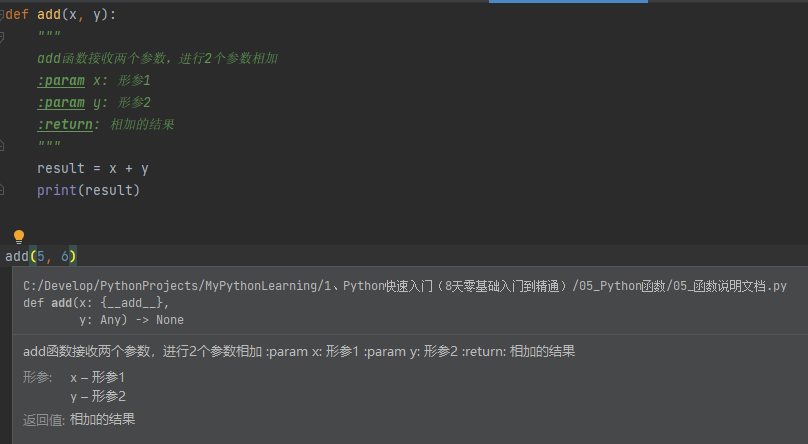 def add(x, y):
"""
add函数接收两个参数，进行2个参数相加
:param x: 形参1
:param y: 形参2
:return: 相加的结果
"""
result = x + y
print(result)
add(5, 6)
C:/Develop/PythonProjects/MyPythonLearning/1、Python快速入门（8天零基础入门到精通）/05_Python函数/05_函数说明文档.py
def add(x: {__add__},
y: Any) -> None
add函数接收两个参数，进行2个参数相加 :param x: 形参1 :param y: 形参2 :return: 相加的结果
形参: x – 形参1
y – 形参2
返回值: 相加的结果